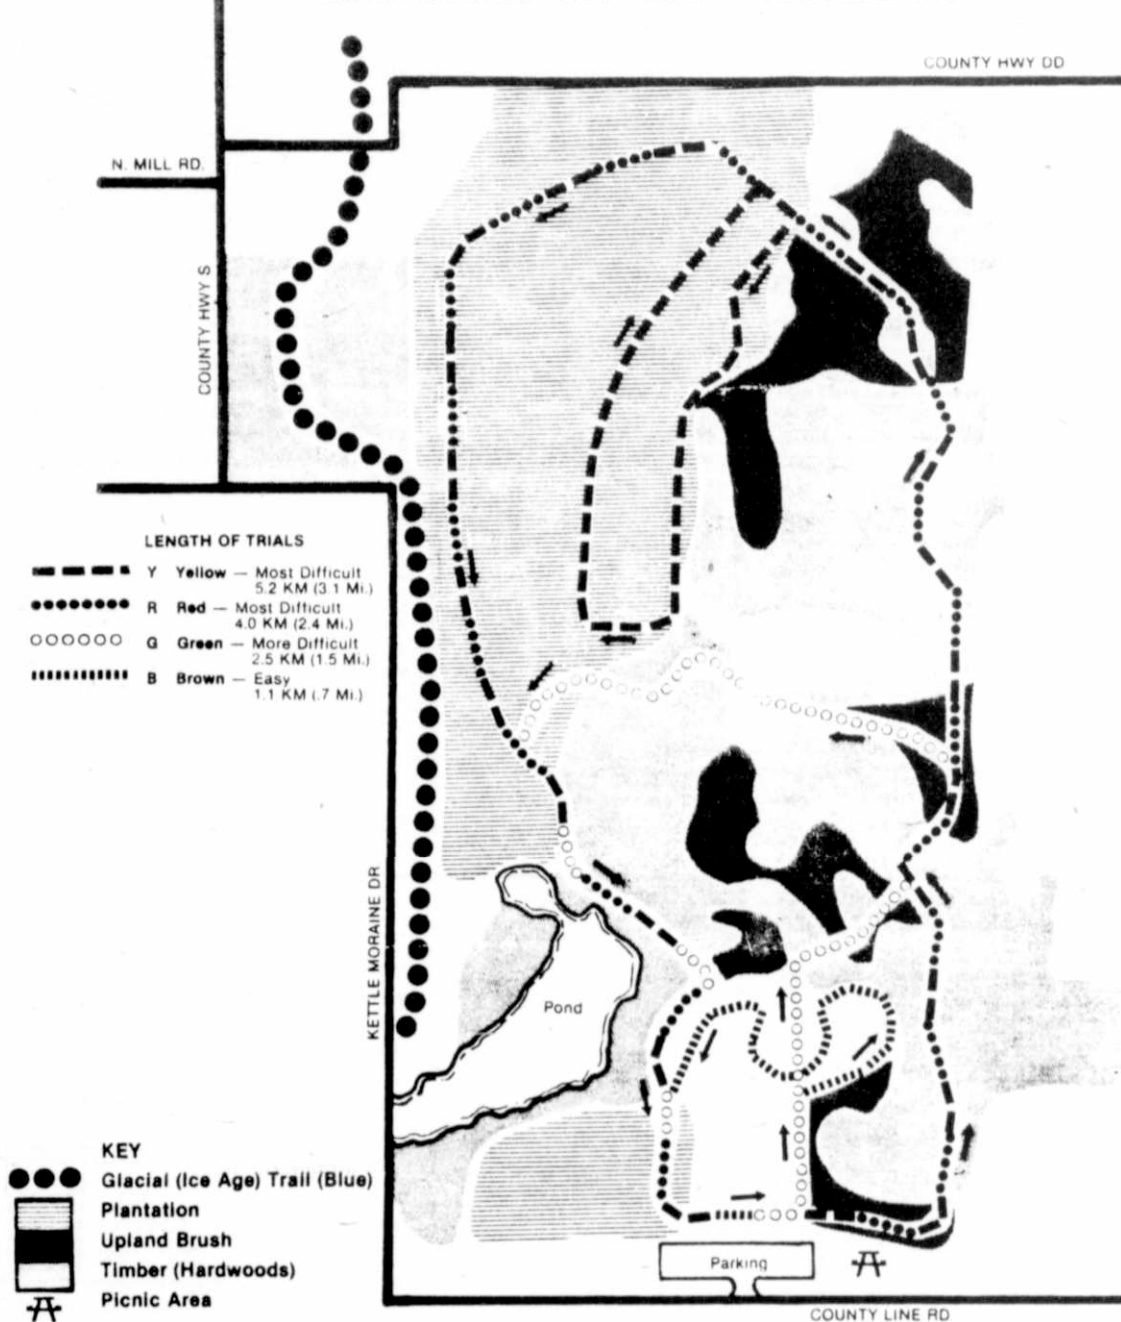 COUNTY HWY DD
N. MILL RD.
COUNTY HWY S
LENGTH OF TRIALS
Y Yellow — Most Difficult
5.2 KM (3.1 Mi.)
R Red — Most Difficult
4.0 KM (2.4 Mi.)
G Green — More Difficult
2.5 KM (1.5 Mi.)
B Brown — Easy
1.1 KM (.7 Mi.)
KETTLE MORAINE DR
Pond
KEY
Glacial (Ice Age) Trail (Blue)
Plantation
Upland Brush
Timber (Hardwoods)
Picnic Area
Parking
COUNTY LINE RD